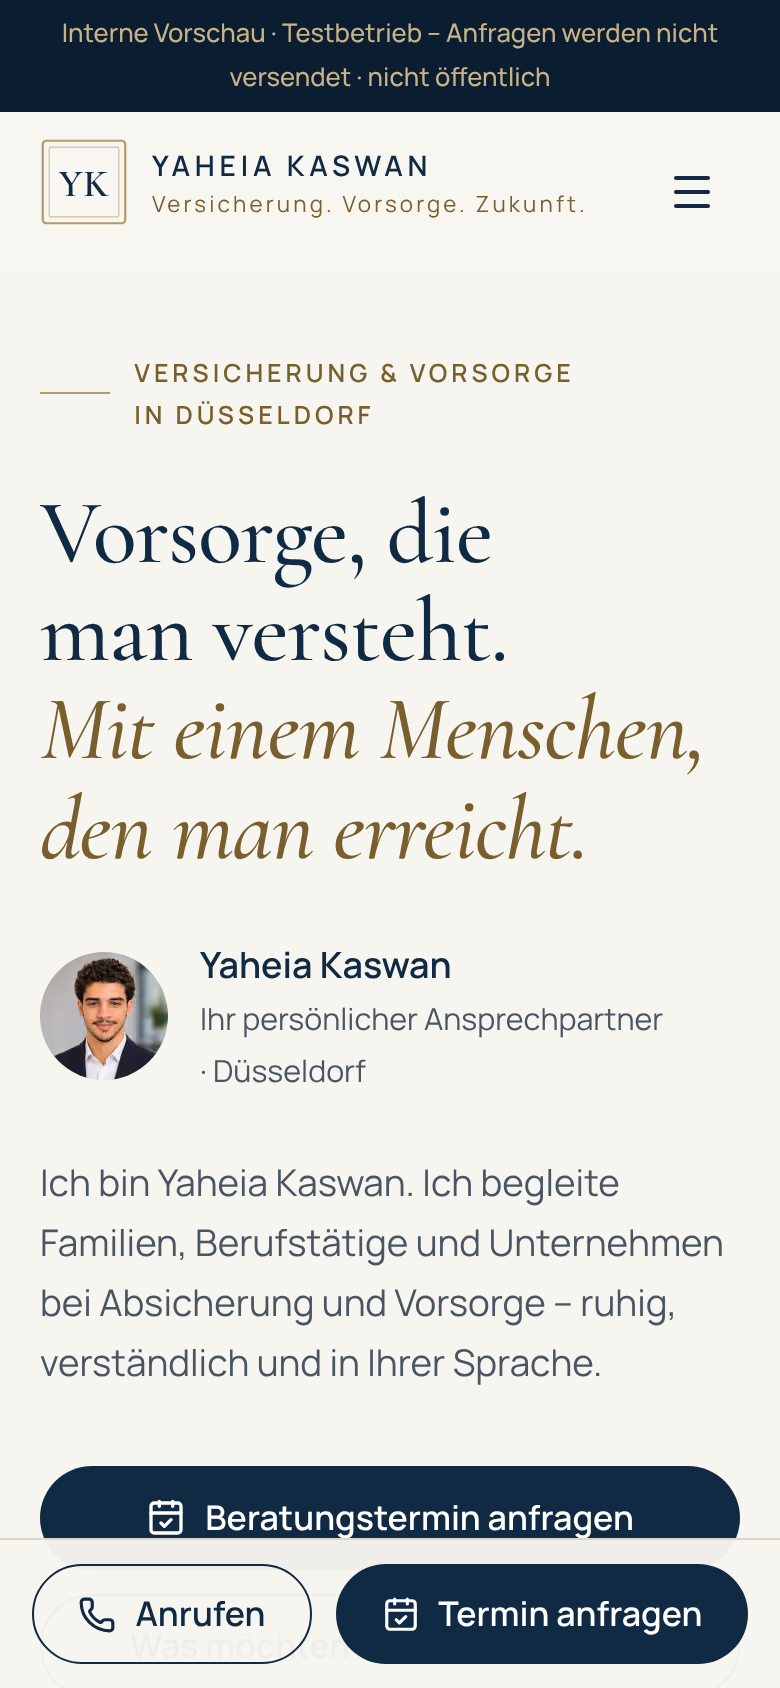 Interne Vorschau · Testbetrieb – Anfragen werden nicht
versendet · nicht öffentlich
YK
YAHEIA KASWAN
Versicherung. Vorsorge. Zukunft.
VERSICHERUNG & VORSORGE
IN DÜSSELDORF
Vorsorge, die
man versteht.
Mit einem Menschen,
den man erreicht.
Yaheia Kaswan
Ihr persönlicher Ansprechpartner
· Düsseldorf
Ich bin Yaheia Kaswan. Ich begleite
Familien, Berufstätige und Unternehmen
bei Absicherung und Vorsorge – ruhig,
verständlich und in Ihrer Sprache.
Beratungstermin anfragen
Anrufen
Termin anfragen
Was möchten